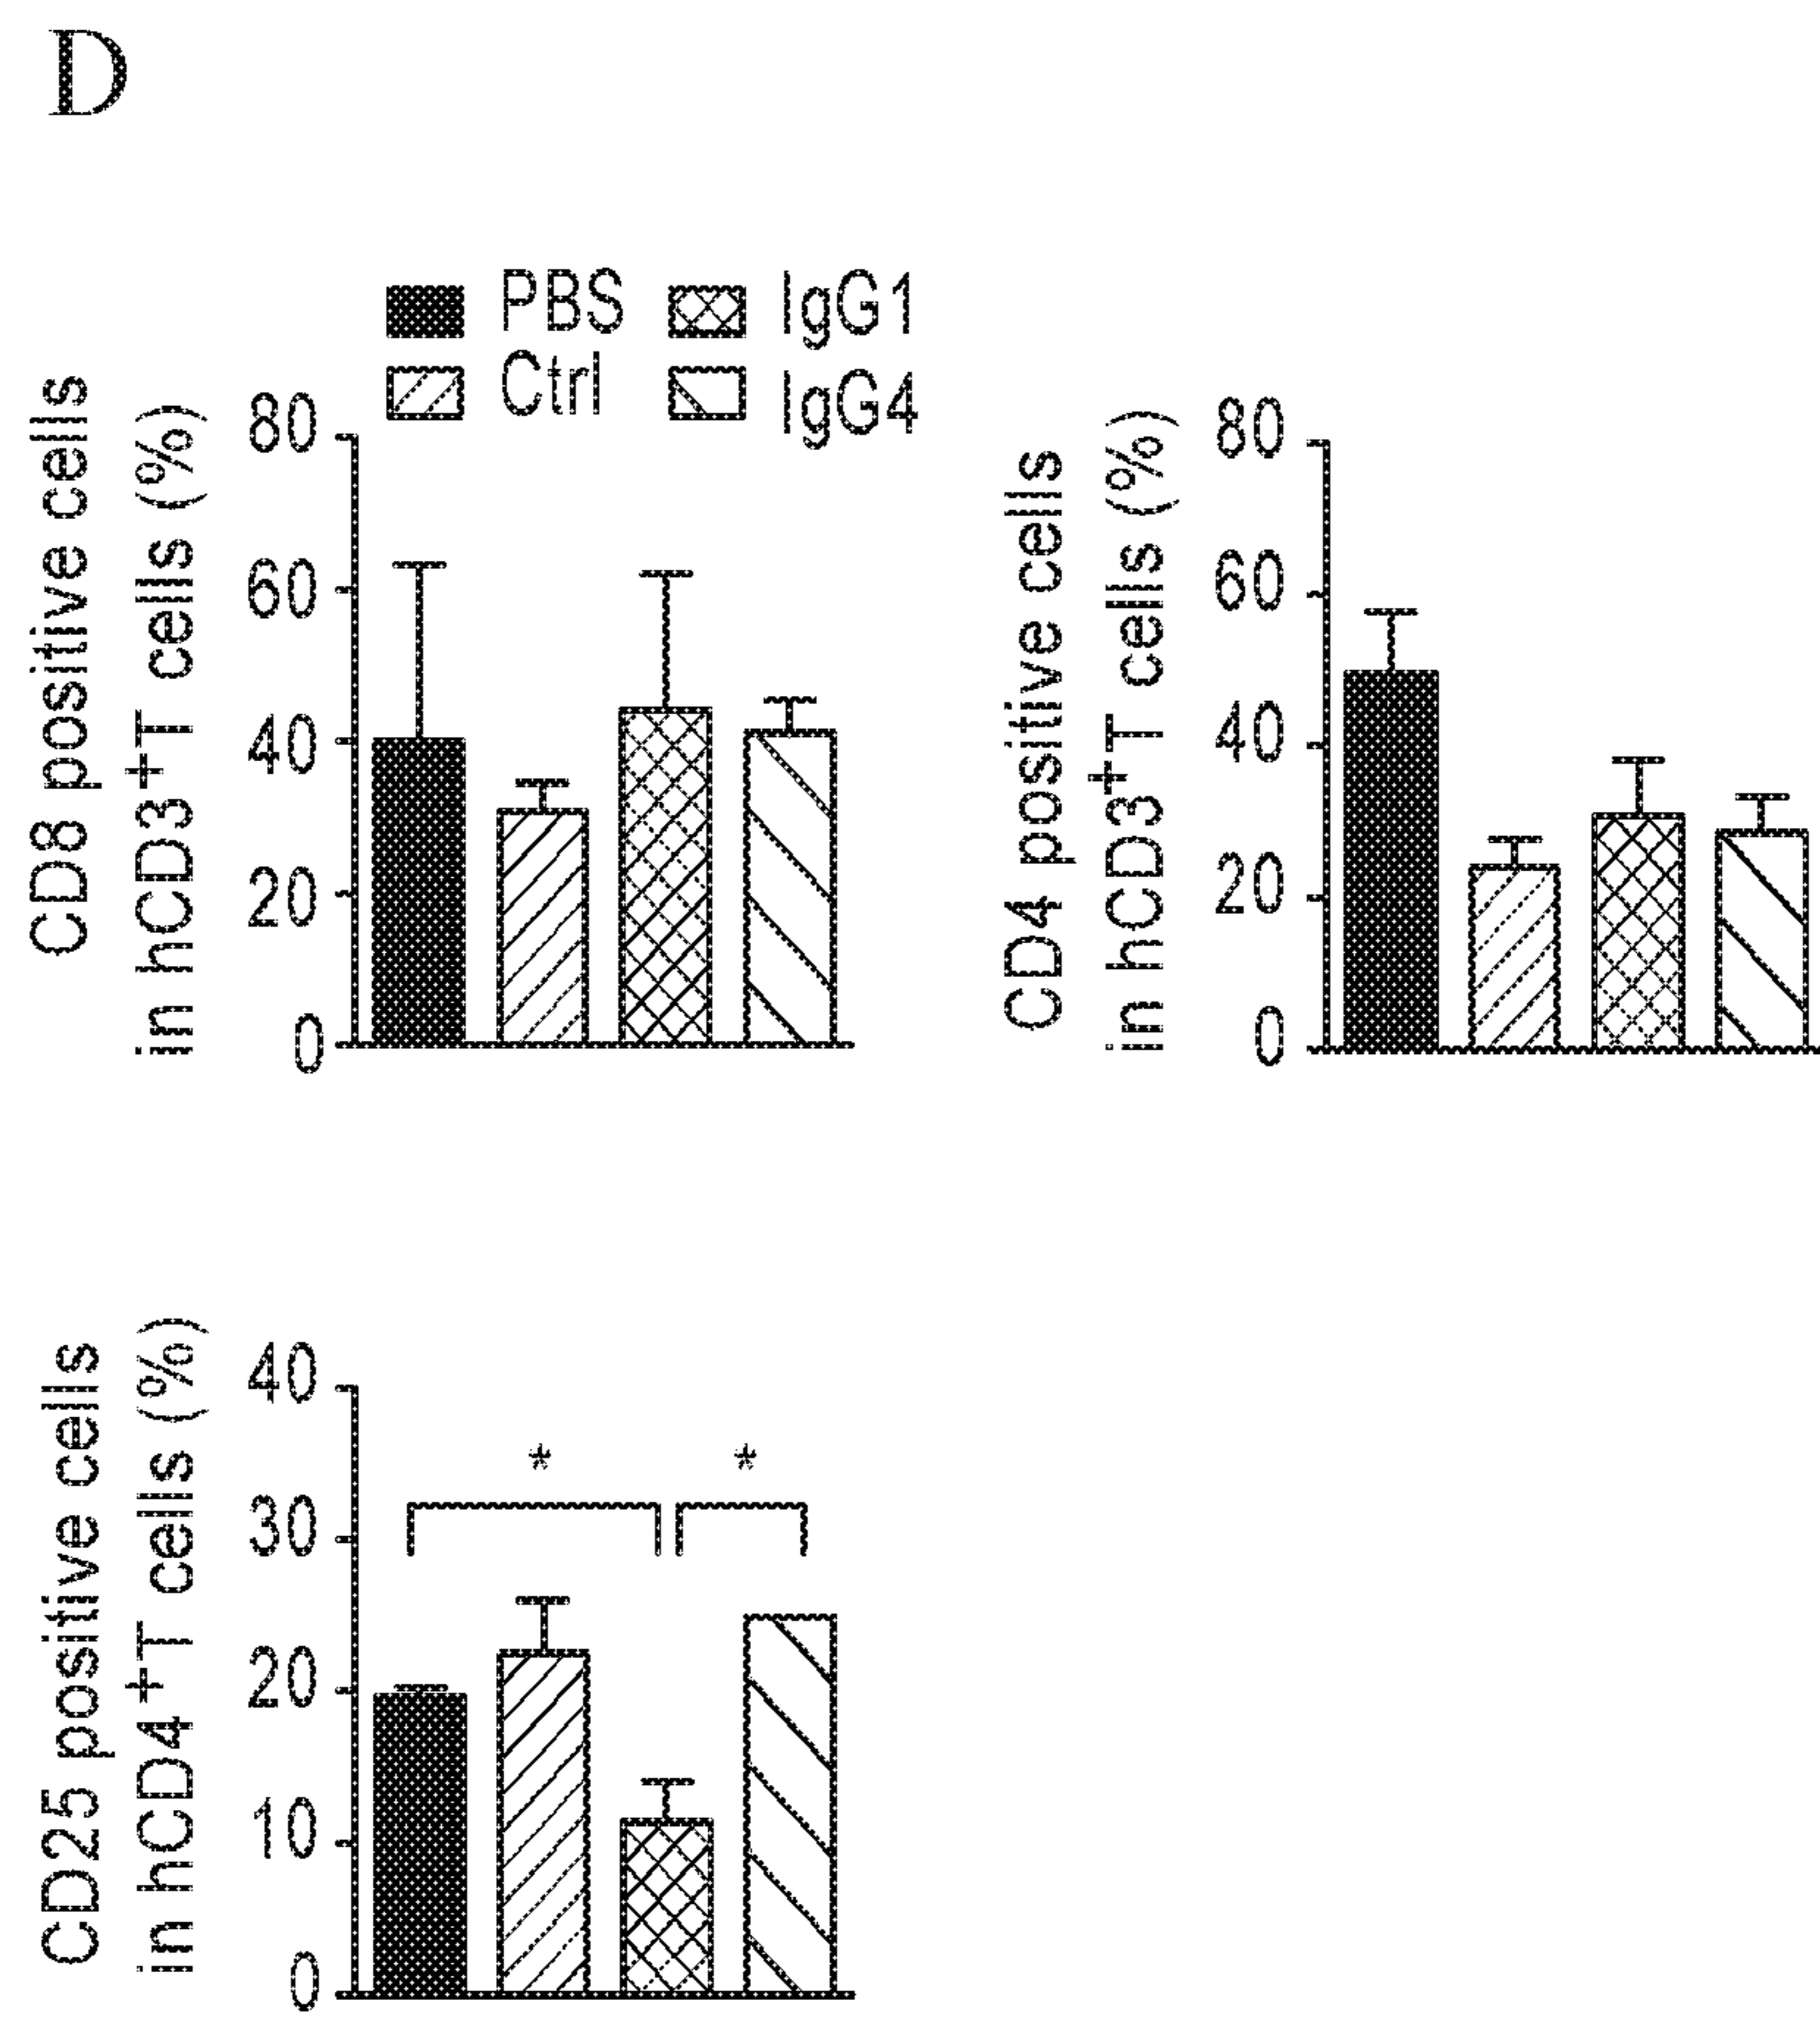 D
PBS
IgG1
Ctrl
IgG4
CD8 positive cells
in hCD3+T cells (%)
80
60
40
20
0
CD4 positive cells
in hCD3+T cells (%)
80
60
40
20
0
CD25 positive cells
in hCD4+T cells (%)
40
30
20
10
0
*
*